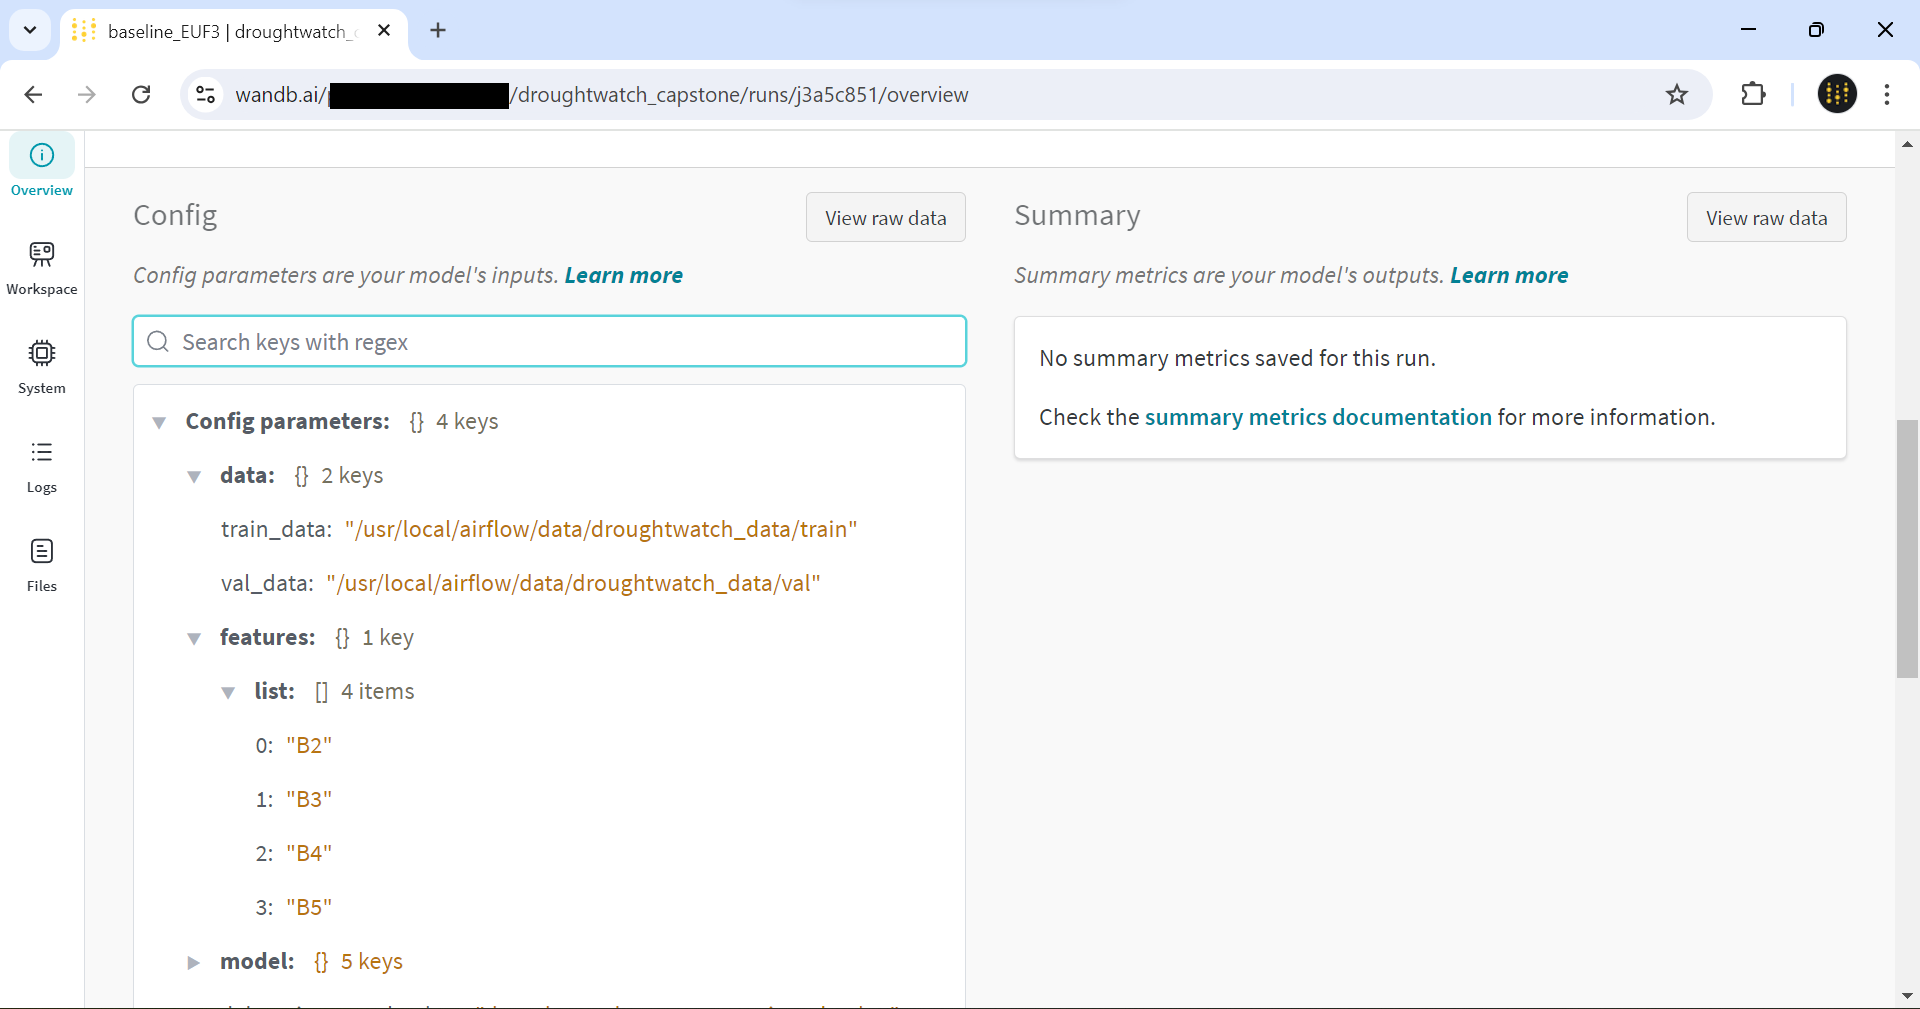 baseline_EUF3 | droughtwatch_
wandb.ai/
/droughtwatch_capstone/runs/j3a5c851/overview
Overview
Workspace
System
Logs
Files
Config
View raw data
Config parameters are your model's inputs. Learn more
Search keys with regex
Config parameters: {} 4 keys
data: {} 2 keys
train_data: "/usr/local/airflow/data/droughtwatch_data/train"
val_data: "/usr/local/airflow/data/droughtwatch_data/val"
features: {} 1 key
list: [] 4 items
0: "B2"
1: "B3"
2: "B4"
3: "B5"
model: {} 5 keys
Summary
View raw data
Summary metrics are your model's outputs. Learn more
No summary metrics saved for this run.
Check the summary metrics documentation for more information.